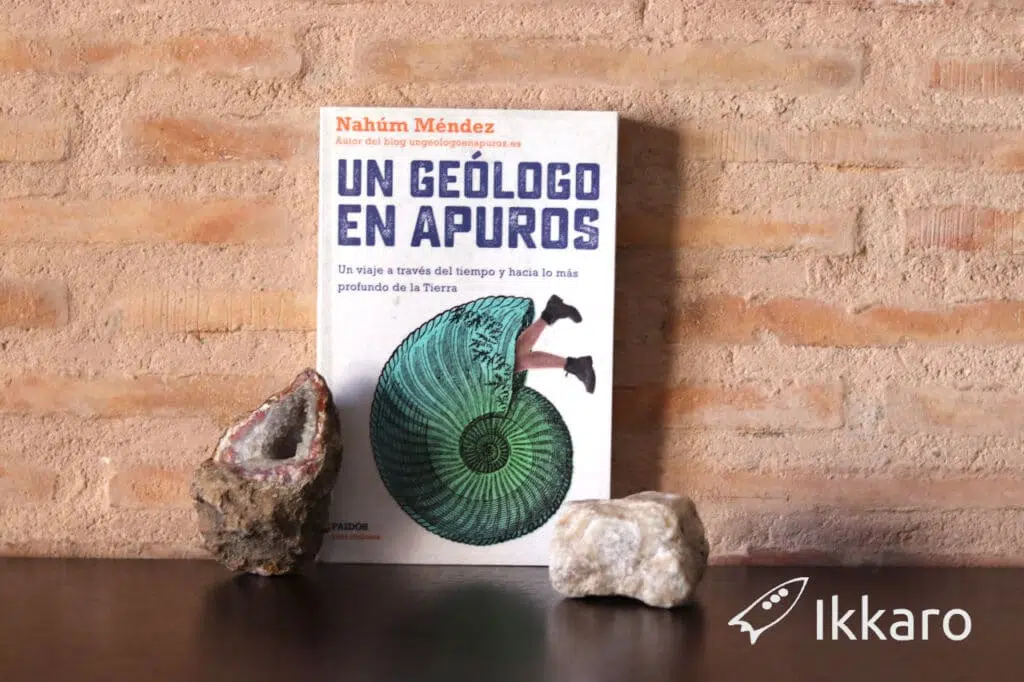 Nahúm Méndez
Autor del blog ungeologoenapuros.es
UN GEÓLOGO
EN APUROS
Un viaje a través del tiempo y hacia lo más
profundo de la Tierra
PAIDÓS
Ikkaro